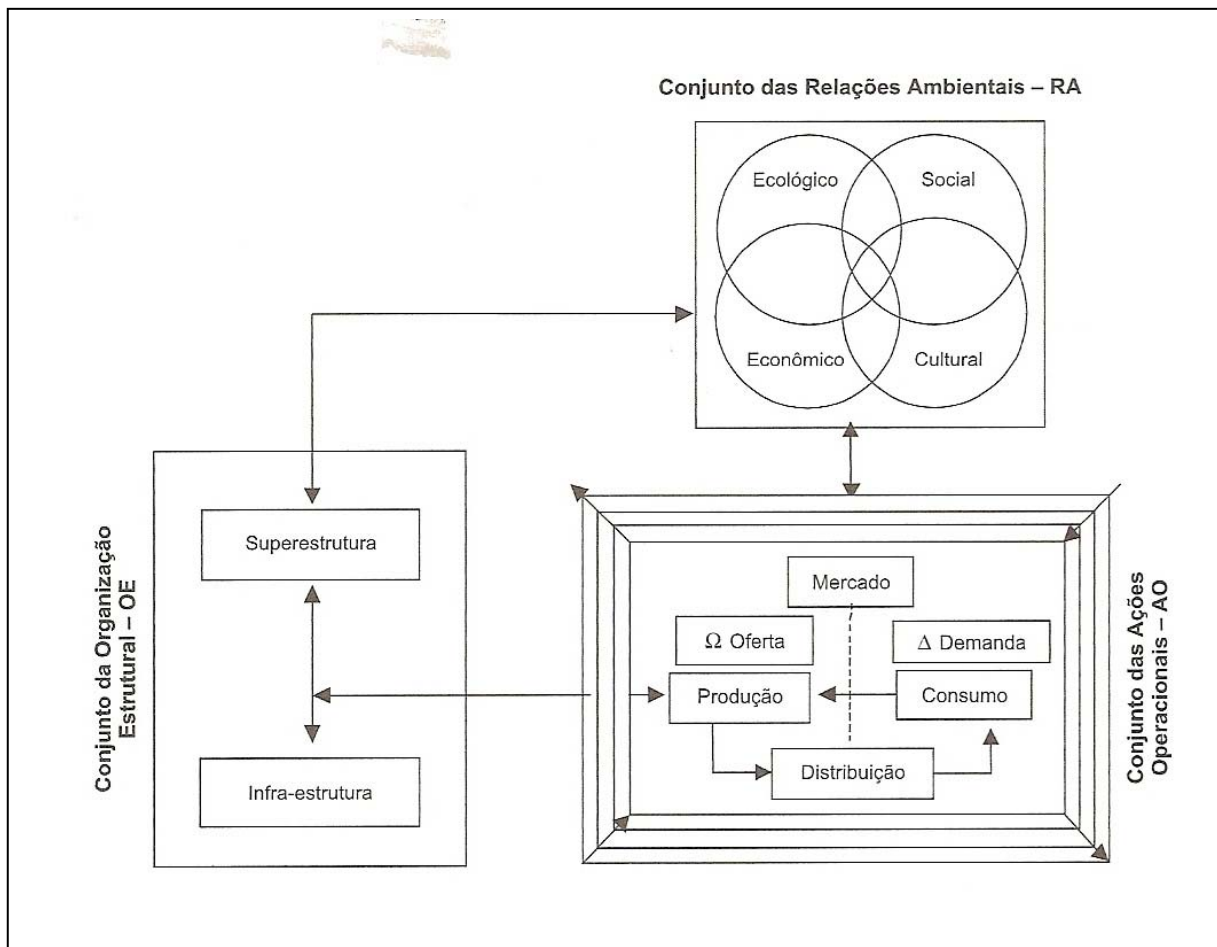 Conjunto das Relações Ambientais – RA
Ecológico
Social
Econômico
Cultural
Conjunto da Organização
Estrutural – OE
Superestrutura
Infra-estrutura
Mercado
Ω Oferta
Δ Demanda
Produção
Consumo
Distribuição
Conjunto das Ações
Operacionais – AO